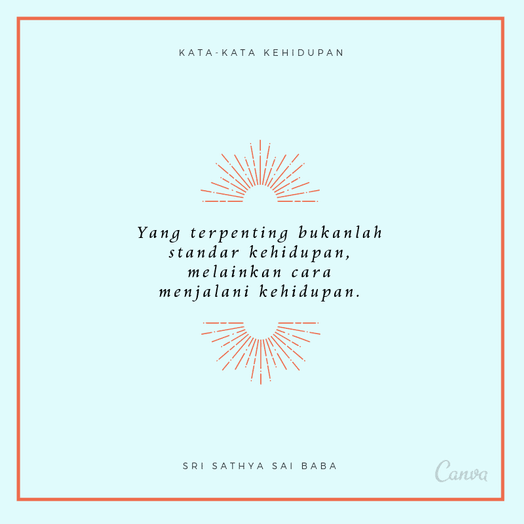 KATA-KATA KEHIDUPAN
Yang terpenting bukanlah
standar kehidupan,
melainkan cara
menjalani kehidupan.
SRI SATHYA SAI BABA
Canva